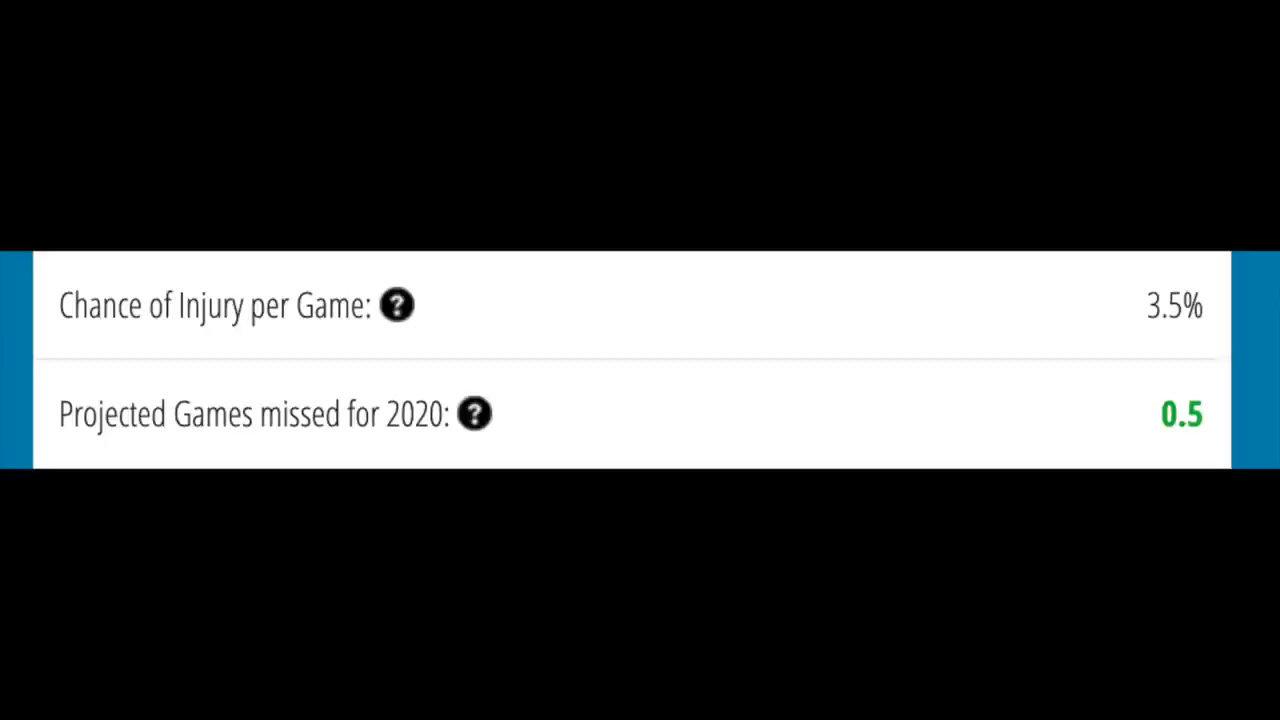 Chance of Injury per Game: ? 3.5%
Projected Games missed for 2020: ? 0.5